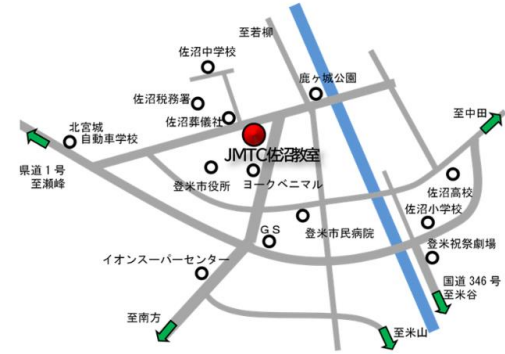 至若柳
佐沼中学校
鹿ヶ城公園
佐沼税務署
至中田
佐沼葬儀社
北宮城
自動車学校
JMTC佐沼教室
県道1号
至瀬峰
登米市役所
ヨークベニマル
佐沼高校
佐沼小学校
GS
登米市民病院
登米祝祭劇場
イオンスーパーセンター
国道346号
至米谷
至南方
至米山